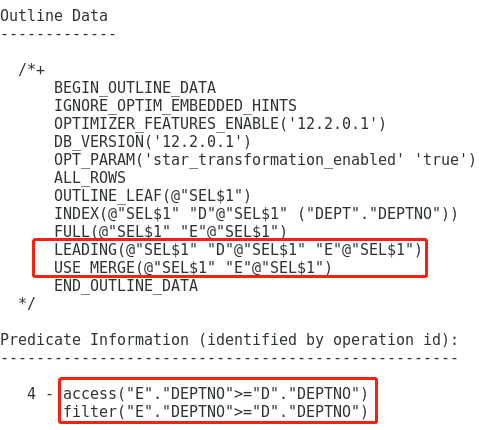 Outline Data
-------------
/*+
BEGIN_OUTLINE_DATA
IGNORE_OPTIM_EMBEDDED_HINTS
OPTIMIZER_FEATURES_ENABLE('12.2.0.1')
DB_VERSION('12.2.0.1')
OPT_PARAM('star_transformation_enabled' 'true')
ALL_ROWS
OUTLINE_LEAF(@"SEL$1")
INDEX(@"SEL$1" "D"@"SEL$1" ("DEPT"."DEPTNO"))
FULL(@"SEL$1" "E"@"SEL$1")
LEADING(@"SEL$1" "D"@"SEL$1" "E"@"SEL$1")
USE_MERGE(@"SEL$1" "E"@"SEL$1")
END_OUTLINE_DATA
*/
Predicate Information (identified by operation id):
---------------------------------------------------
4 - access("E"."DEPTNO">="D"."DEPTNO")
filter("E"."DEPTNO">="D"."DEPTNO")